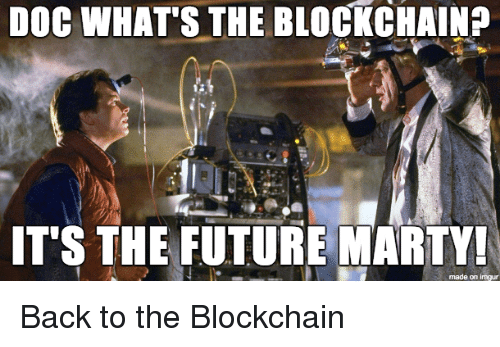 DOC WHAT'S THE BLOCKCHAIN?
IT'S THE FUTURE MARTY!
made on imgur
Back to the Blockchain